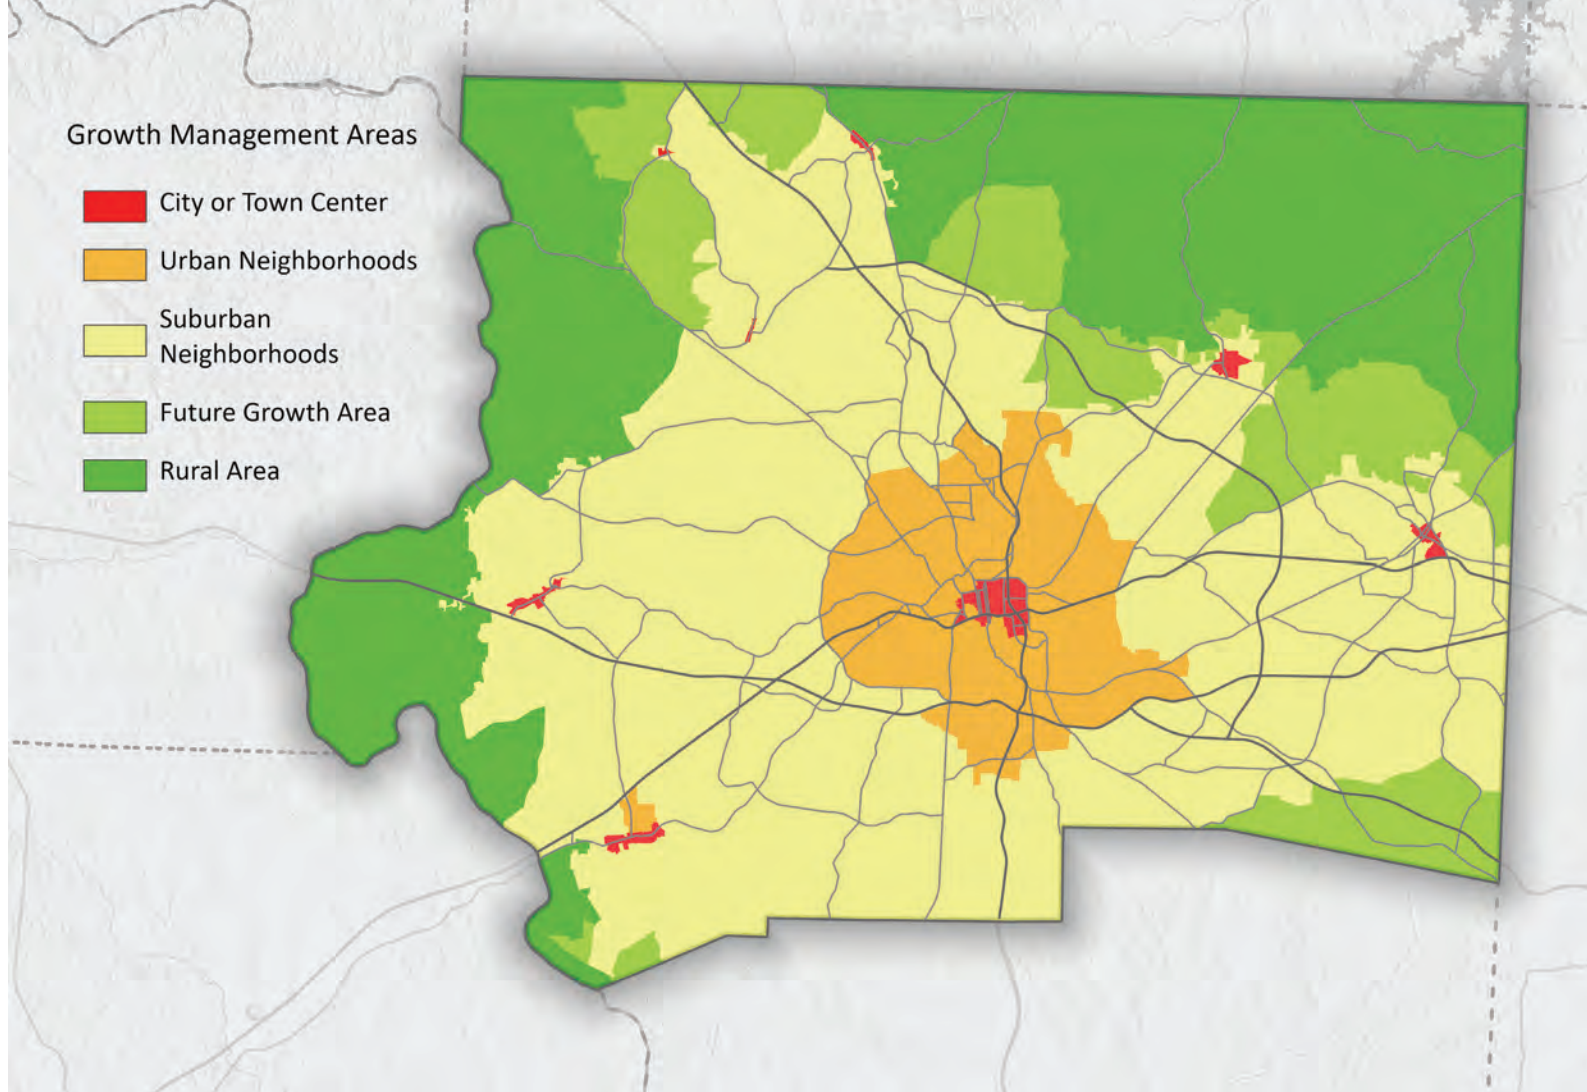 Growth Management Areas
City or Town Center
Urban Neighborhoods
Suburban
Neighborhoods
Future Growth Area
Rural Area